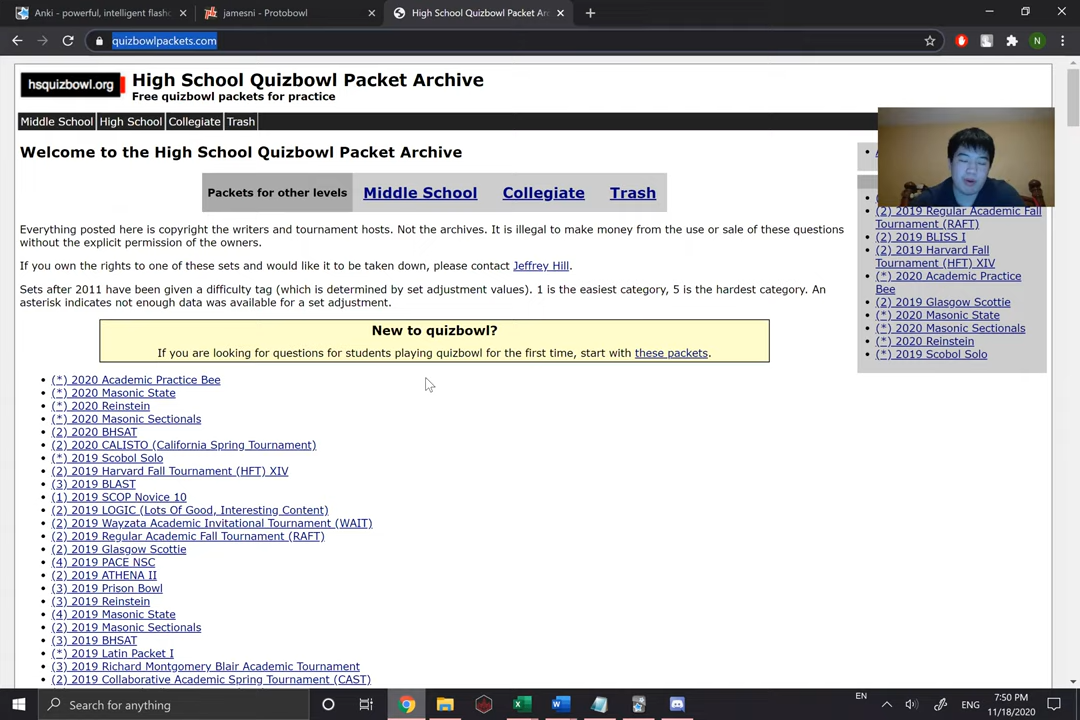 Anki - powerful, intelligent flash
jamesni - Protobowl
High School Quizbowl Packet Ar
quizbowlpackets.com
N
hsquizbowl.org
High School Quizbowl Packet Archive
Free quizbowl packets for practice
Middle School High School Collegiate Trash
Welcome to the High School Quizbowl Packet Archive
Packets for other levels Middle School Collegiate Trash
Everything posted here is copyright the writers and tournament hosts. Not the archives. It is illegal to make money from the use or sale of these questions
without the explicit permission of the owners.
If you own the rights to one of these sets and would like it to be taken down, please contact Jeffrey Hill.
Sets after 2011 have been given a difficulty tag (which is determined by set adjustment values). 1 is the easiest category, 5 is the hardest category. An
asterisk indicates not enough data was available for a set adjustment.
New to quizbowl?
If you are looking for questions for students playing quizbowl for the first time, start with these packets.
(*) 2020 Academic Practice Bee
(*) 2020 Masonic State
(*) 2020 Reinstein
(*) 2020 Masonic Sectionals
(2) 2020 BHSAT
(2) 2020 CALISTO (California Spring Tournament)
(*) 2019 Scobol Solo
(2) 2019 Harvard Fall Tournament (HFT) XIV
(3) 2019 BLAST
(1) 2019 SCOP Novice 10
(2) 2019 LOGIC (Lots Of Good, Interesting Content)
(2) 2019 Wayzata Academic Invitational Tournament (WAIT)
(2) 2019 Regular Academic Fall Tournament (RAFT)
(2) 2019 Glasgow Scottie
(4) 2019 PACE NSC
(2) 2019 ATHENA II
(3) 2019 Prison Bowl
(3) 2019 Reinstein
(4) 2019 Masonic State
(2) 2019 Masonic Sectionals
(3) 2019 BHSAT
(*) 2019 Latin Packet I
(3) 2019 Richard Montgomery Blair Academic Tournament
(2) 2019 Collaborative Academic Spring Tournament (CAST)
(2) 2019 Regular Academic Fall
Tournament (RAFT)
(2) 2019 BLISS I
(2) 2019 Harvard Fall
Tournament (HFT) XIV
(*) 2020 Academic Practice
Bee
(2) 2019 Glasgow Scottie
(*) 2020 Masonic State
(*) 2020 Masonic Sectionals
(*) 2020 Reinstein
(*) 2019 Scobol Solo
Search for anything
EN
ENG
7:50 PM
11/18/2020